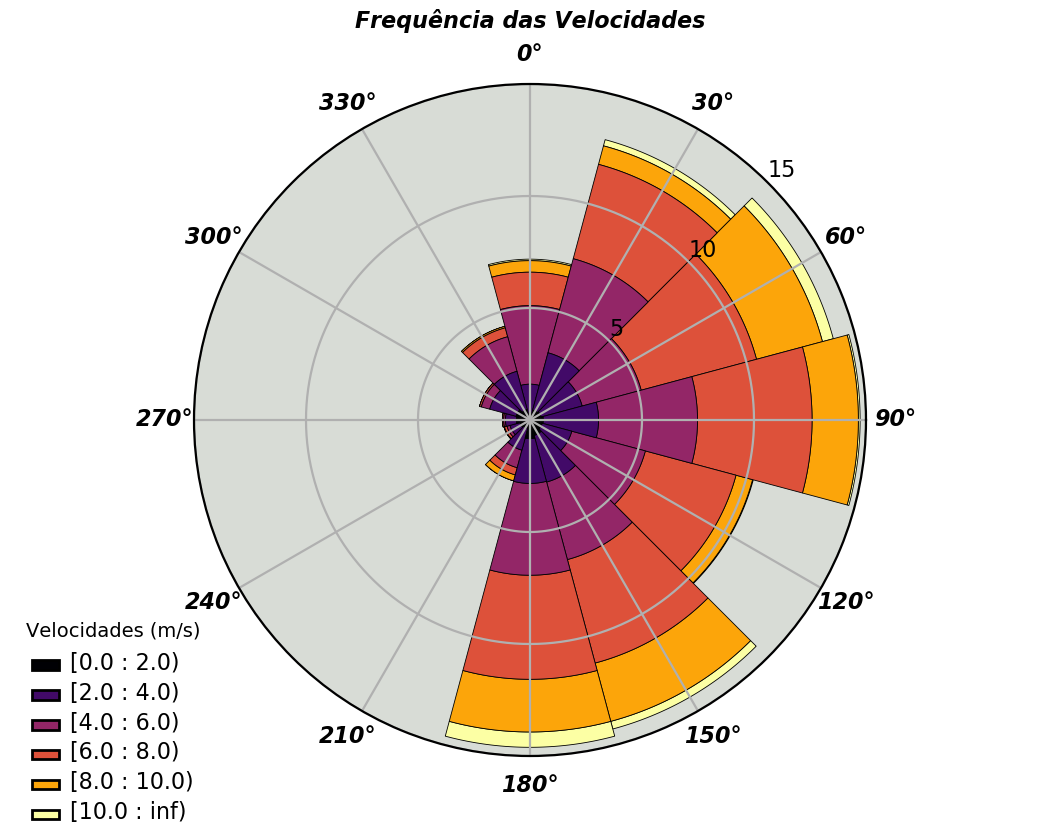 Frequência das Velocidades
0°
330°
30°
15
300°
60°
10
5
270°
90°
240°
120°
210°
150°
180°
Velocidades (m/s)
[0.0 : 2.0)
[2.0 : 4.0)
[4.0 : 6.0)
[6.0 : 8.0)
[8.0 : 10.0)
[10.0 : inf)